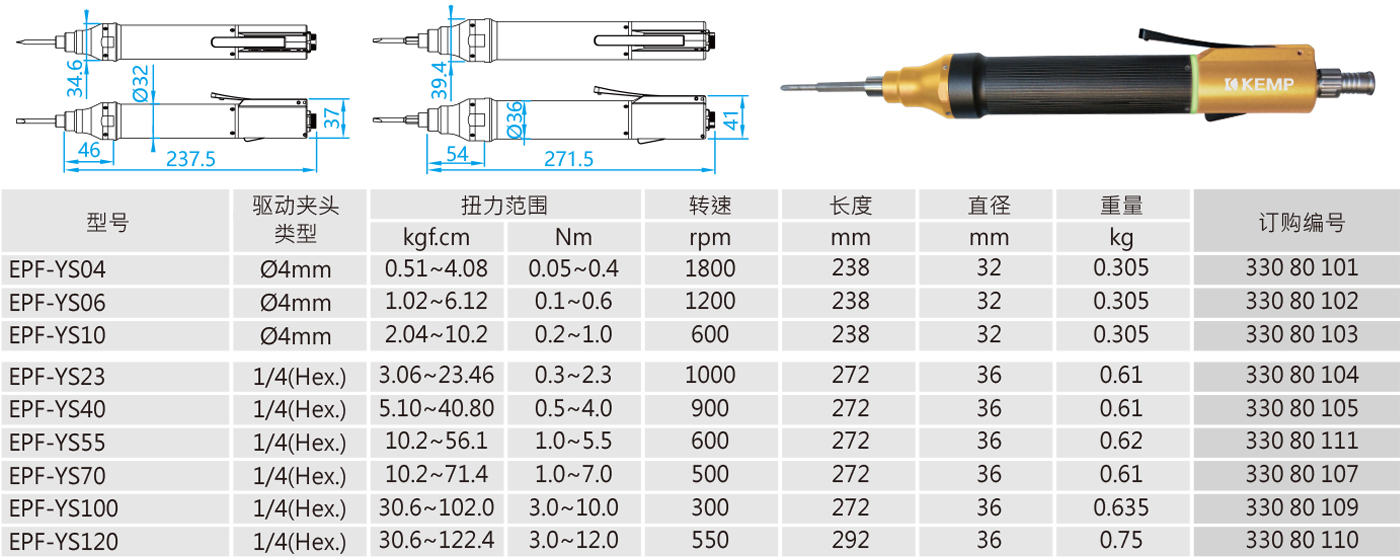 34.6
Ø32
46
237.5
37
39.4
Ø36
54
271.5
41
KEMP
型号 驱动夹头类型 扭力范围 转速 长度 直径 重量 订购编号
kgf.cm Nm rpm mm mm kg
EPF-YS04 Ø4mm 0.51~4.08 0.05~0.4 1800 238 32 0.305 330 80 101
EPF-YS06 Ø4mm 1.02~6.12 0.1~0.6 1200 238 32 0.305 330 80 102
EPF-YS10 Ø4mm 2.04~10.2 0.2~1.0 600 238 32 0.305 330 80 103
EPF-YS23 1/4(Hex.) 3.06~23.46 0.3~2.3 1000 272 36 0.61 330 80 104
EPF-YS40 1/4(Hex.) 5.10~40.80 0.5~4.0 900 272 36 0.61 330 80 105
EPF-YS55 1/4(Hex.) 10.2~56.1 1.0~5.5 600 272 36 0.62 330 80 111
EPF-YS70 1/4(Hex.) 10.2~71.4 1.0~7.0 500 272 36 0.61 330 80 107
EPF-YS100 1/4(Hex.) 30.6~102.0 3.0~10.0 300 272 36 0.635 330 80 109
EPF-YS120 1/4(Hex.) 30.6~122.4 3.0~12.0 550 292 36 0.75 330 80 110